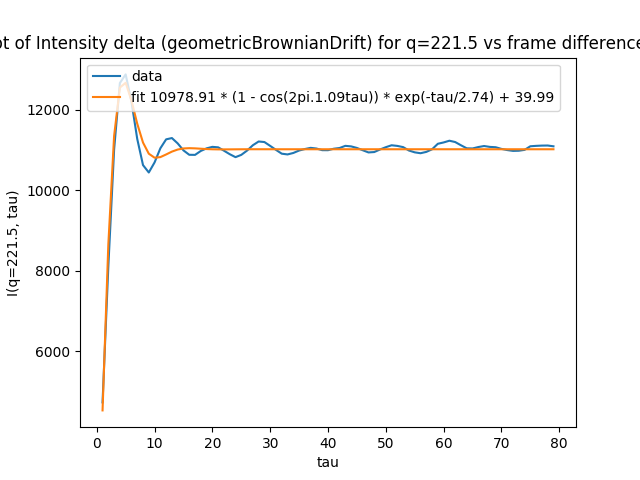 ot of Intensity delta (geometricBrownianDrift) for q=221.5 vs frame difference
data
fit 10978.91 * (1 - cos(2pi.1.09tau)) * exp(-tau/2.74) + 39.99
12000
10000
8000
6000
I(q=221.5, tau)
0 10 20 30 40 50 60 70 80
tau